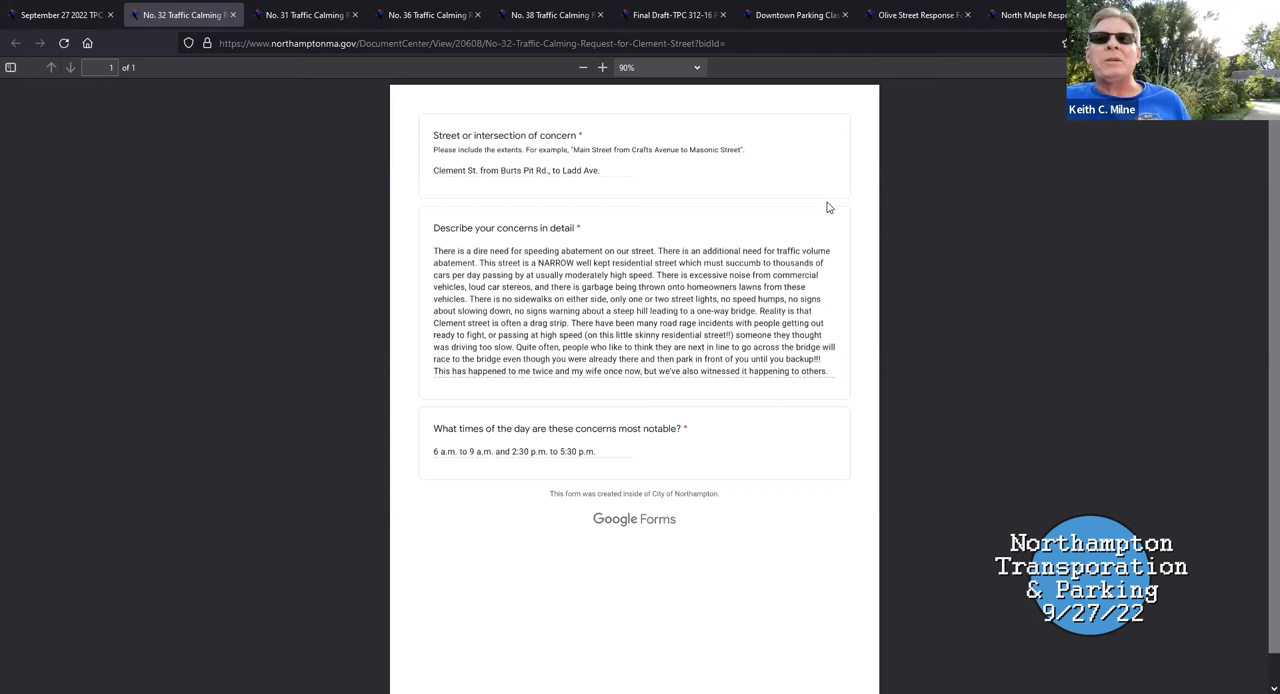 September 27 2022 TPC
No. 32 Traffic Calming R
No. 31 Traffic Calming R
No. 36 Traffic Calming R
No. 38 Traffic Calming R
Final Draft-TPC 312-16 P
Downtown Parking Cla
Olive Street Response Fo
North Maple Resp
https://www.northamptonma.gov/DocumentCenter/View/20608/No-32-Traffic-Calming-Request-for-Clement-Street?bidId=
1 of 1
90%
Keith C. Milne
Street or intersection of concern *
Please include the extents. For example, "Main Street from Crafts Avenue to Masonic Street".
Clement St. from Burts Pit Rd., to Ladd Ave.
Describe your concerns in detail *
There is a dire need for speeding abatement on our street. There is an additional need for traffic volume
abatement. This street is a NARROW well kept residential street which must succumb to thousands of
cars per day passing by at usually moderately high speed. There is excessive noise from commercial
vehicles, loud car stereos, and there is garbage being thrown onto homeowners lawns from these
vehicles. There is no sidewalks on either side, only one or two street lights, no speed humps, no signs
about slowing down, no signs warning about a steep hill leading to a one-way bridge. Reality is that
Clement street is often a drag strip. There have been many road rage incidents with people getting out
ready to fight, or passing at high speed (on this little skinny residential street!!) someone they thought
was driving too slow. Quite often, people who like to think they are next in line to go across the bridge will
race to the bridge even though you were already there and then park in front of you until you backup!!!
This has happened to me twice and my wife once now, but we've also witnessed it happening to others.
What times of the day are these concerns most notable? *
6 a.m. to 9 a.m. and 2:30 p.m. to 5:30 p.m.
This form was created inside of City of Northampton.
Google Forms
Northampton
Transporation
& Parking
9/27/22